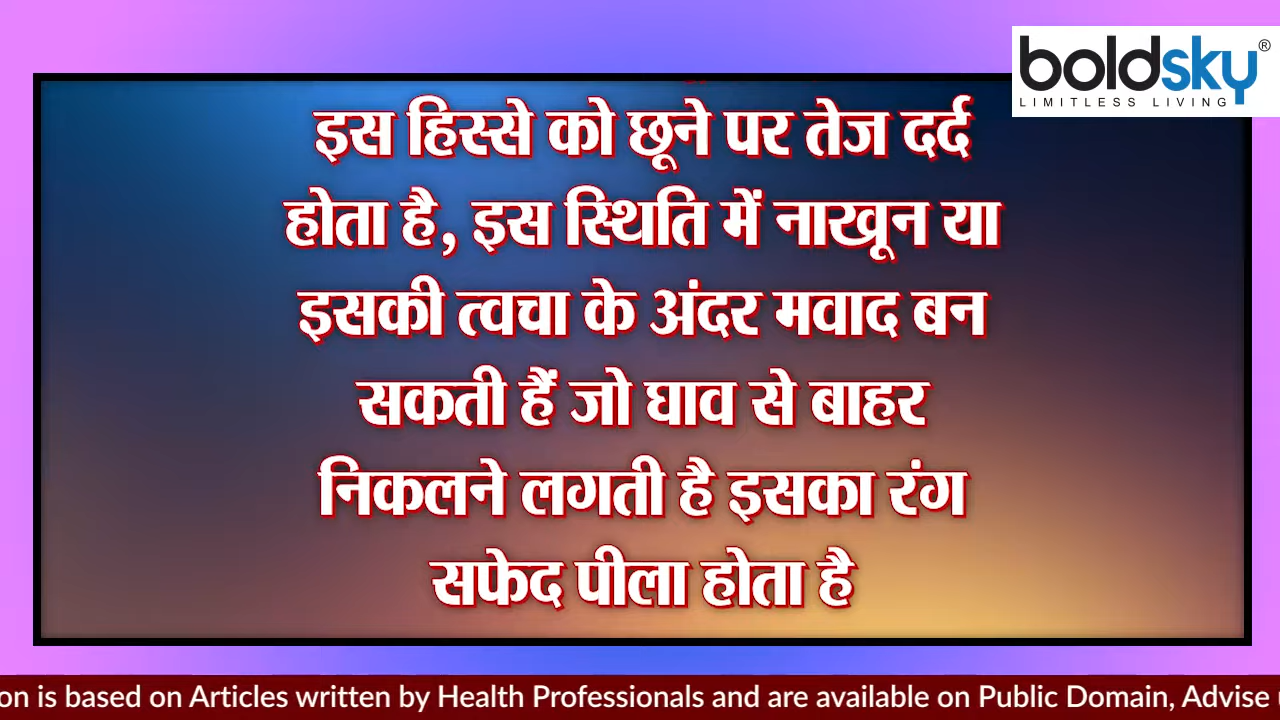 boldsky®
LIMITLESS LIVING
इस हिस्से को छूने पर तेज दर्द
होता है, इस स्थिति में नाखून या
इसकी त्वचा के अंदर मवाद बन
सकती हैं जो घाव से बाहर
निकलने लगती है इसका रंग
सफेद पीला होता है
on is based on Articles written by Health Professionals and are available on Public Domain, Advise